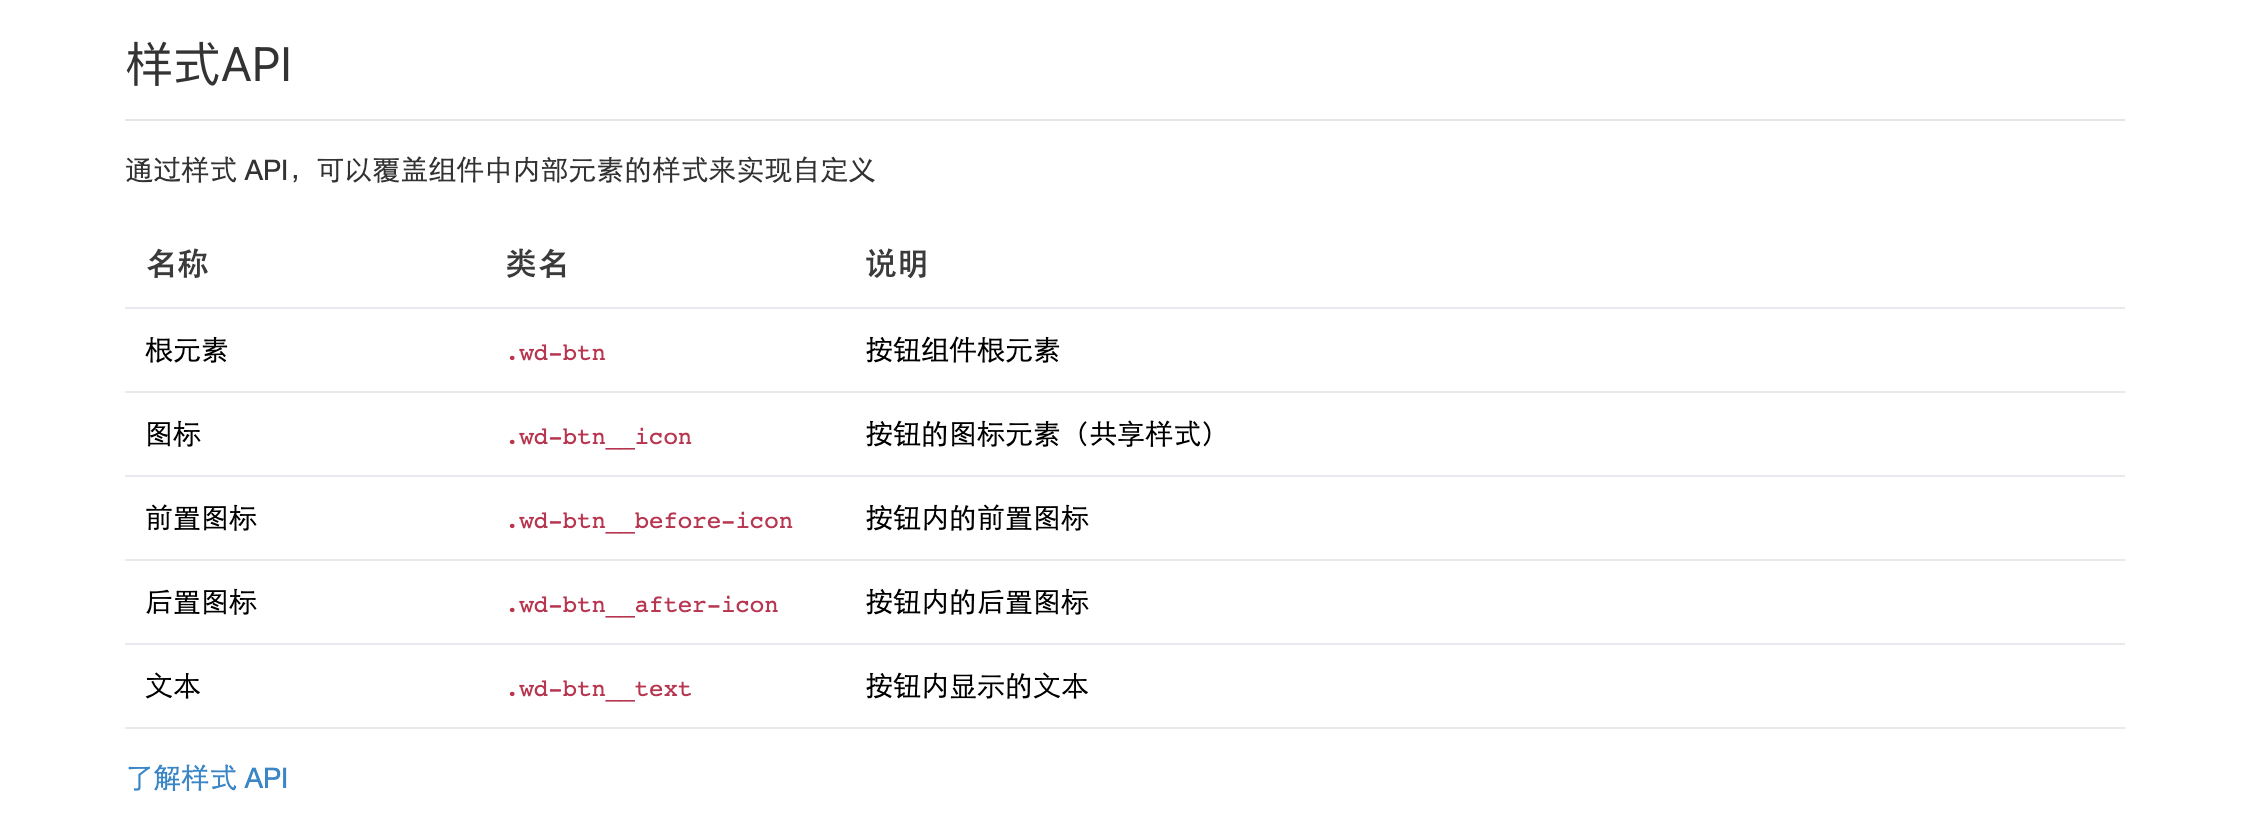 样式API
通过样式 API，可以覆盖组件中内部元素的样式来实现自定义
名称 类名 说明
根元素 .wd-btn 按钮组件根元素
图标 .wd-btn__icon 按钮的图标元素（共享样式）
前置图标 .wd-btn__before-icon 按钮内的前置图标
后置图标 .wd-btn__after-icon 按钮内的后置图标
文本 .wd-btn__text 按钮内显示的文本
了解样式 API